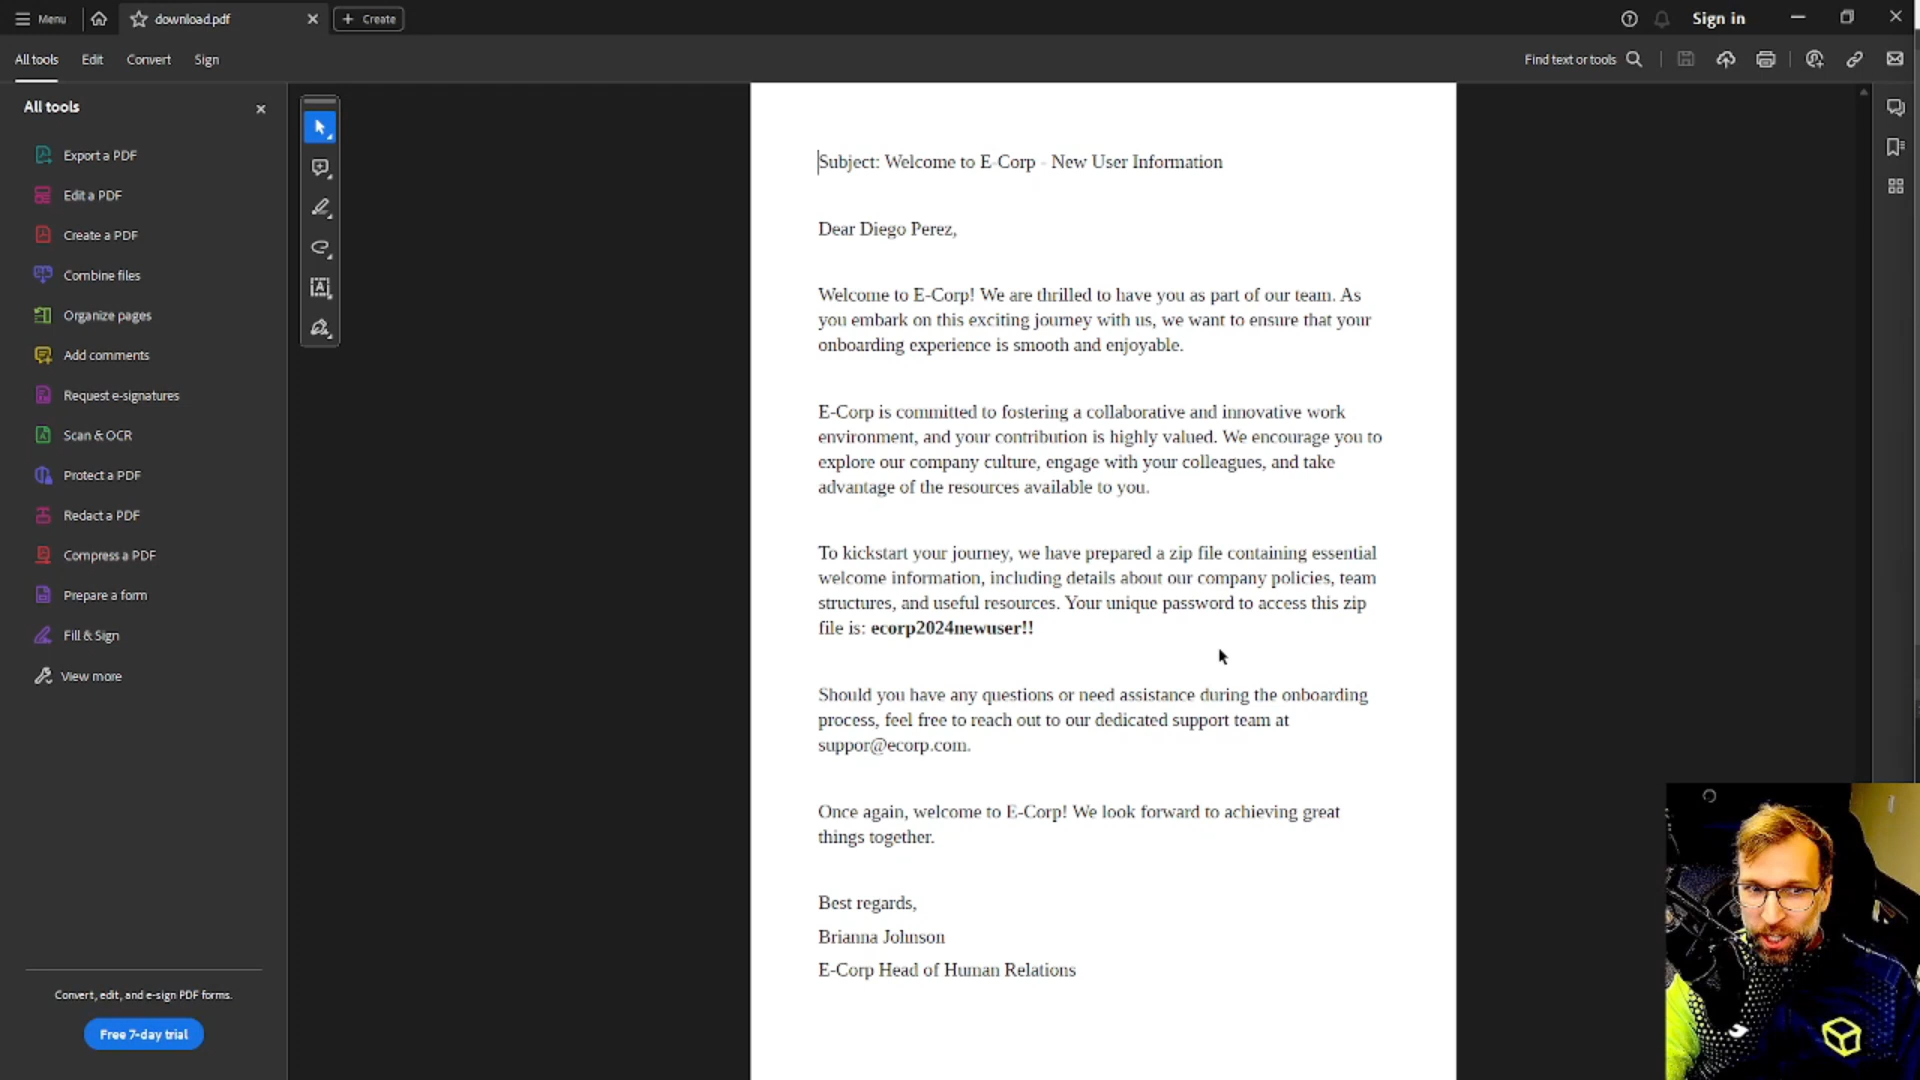 Menu
download.pdf
Create
Sign in
All tools
Edit
Convert
Sign
Find text or tools
All tools
Export a PDF
Edit a PDF
Create a PDF
Combine files
Organize pages
Add comments
Request e-signatures
Scan & OCR
Protect a PDF
Redact a PDF
Compress a PDF
Prepare a form
Fill & Sign
View more
Convert, edit, and e-sign PDF forms.
Free 7-day trial
Subject: Welcome to E-Corp - New User Information
Dear Diego Perez,
Welcome to E-Corp! We are thrilled to have you as part of our team. As
you embark on this exciting journey with us, we want to ensure that your
onboarding experience is smooth and enjoyable.
E-Corp is committed to fostering a collaborative and innovative work
environment, and your contribution is highly valued. We encourage you to
explore our company culture, engage with your colleagues, and take
advantage of the resources available to you.
To kickstart your journey, we have prepared a zip file containing essential
welcome information, including details about our company policies, team
structures, and useful resources. Your unique password to access this zip
file is: ecorp2024newuser!!
Should you have any questions or need assistance during the onboarding
process, feel free to reach out to our dedicated support team at
suppor@ecorp.com.
Once again, welcome to E-Corp! We look forward to achieving great
things together.
Best regards,
Brianna Johnson
E-Corp Head of Human Relations